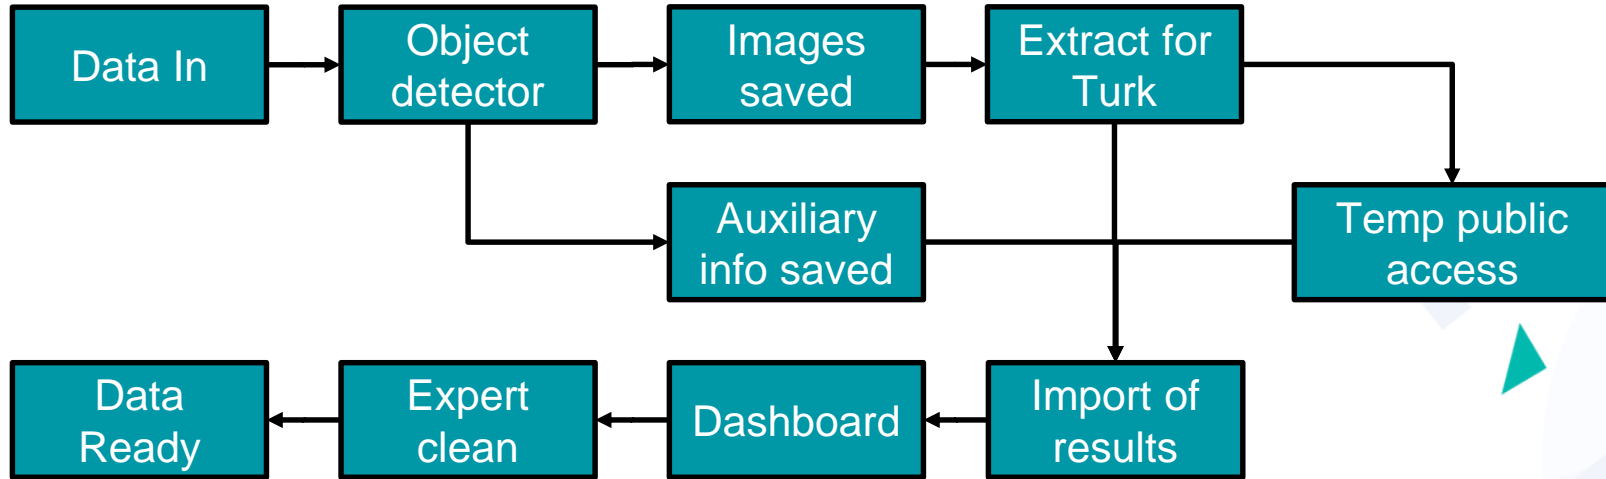 Data In
Object
detector
Images
saved
Extract for
Turk
Auxiliary
info saved
Temp public
access
Data
Ready
Expert
clean
Dashboard
Import of
results